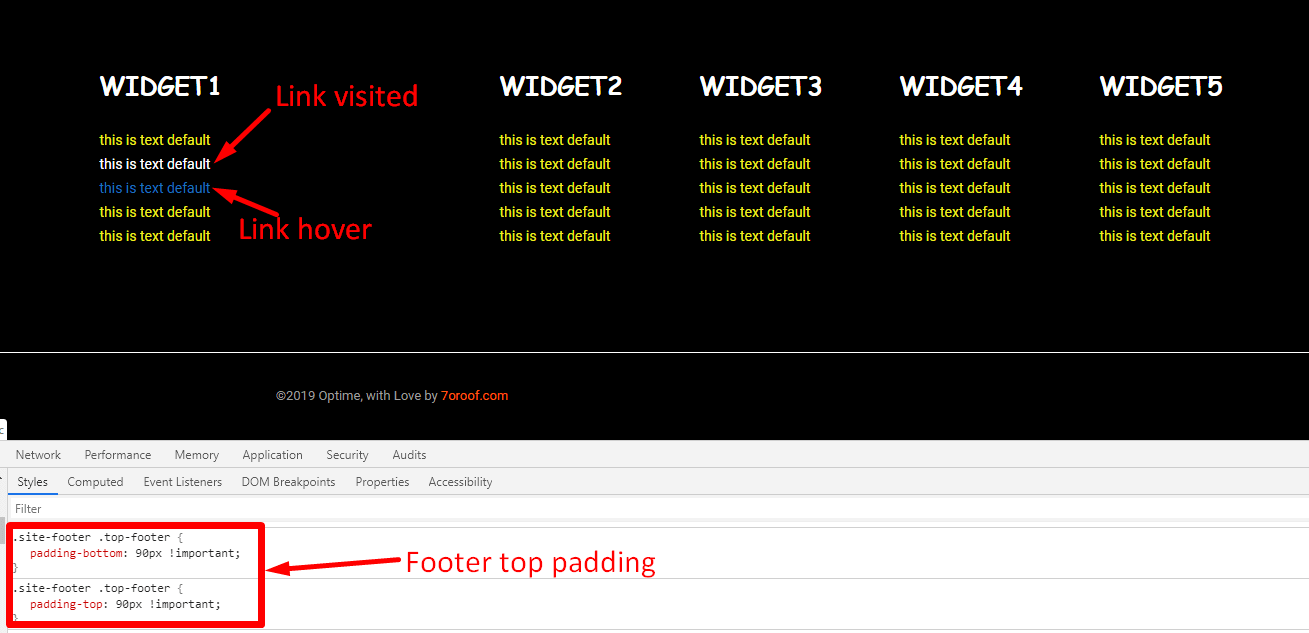 WIDGET1 WIDGET2 WIDGET3 WIDGET4 WIDGET5
Link visited
this is text default this is text default this is text default this is text default this is text default
this is text default this is text default this is text default this is text default this is text default
this is text default this is text default this is text default this is text default this is text default
this is text default this is text default this is text default this is text default this is text default
Link hover
this is text default this is text default this is text default this is text default this is text default
©2019 Optime, with Love by 7oroof.com
c
Network Performance Memory Application Security Audits
Styles Computed Event Listeners DOM Breakpoints Properties Accessibility
Filter
.site-footer .top-footer {
padding-bottom: 90px !important;
}
Footer top padding
.site-footer .top-footer {
padding-top: 90px !important;
}